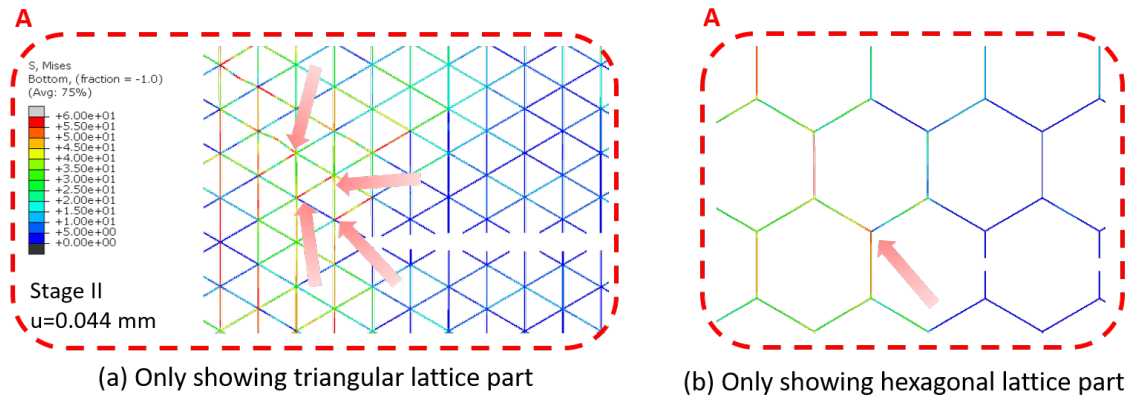 A
A
S, Mises
Bottom, (fraction = -1.0)
(Avg: 75%)
+6.00e+01
+5.50e+01
+5.00e+01
+4.50e+01
+4.00e+01
+3.50e+01
+3.00e+01
+2.50e+01
+2.00e+01
+1.50e+01
+1.00e+01
+5.00e+00
+0.00e+00
Stage II
u=0.044 mm
(a) Only showing triangular lattice part
(b) Only showing hexagonal lattice part